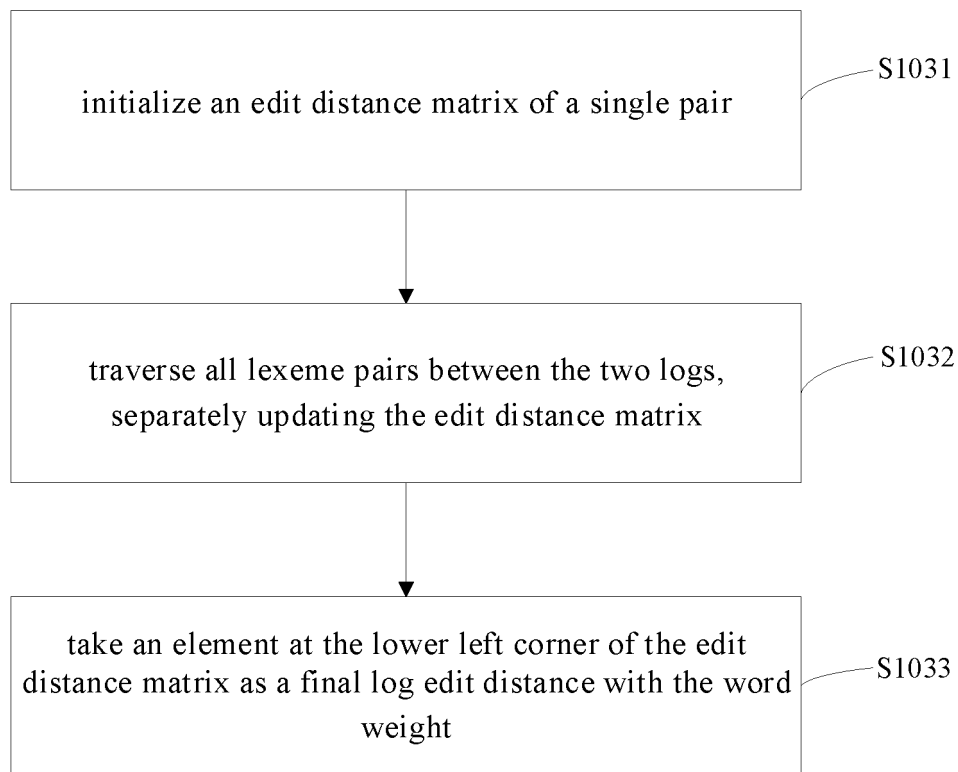 initialize an edit distance matrix of a single pair
S1031
traverse all lexeme pairs between the two logs,
separately updating the edit distance matrix
S1032
take an element at the lower left corner of the edit
distance matrix as a final log edit distance with the word
weight
S1033